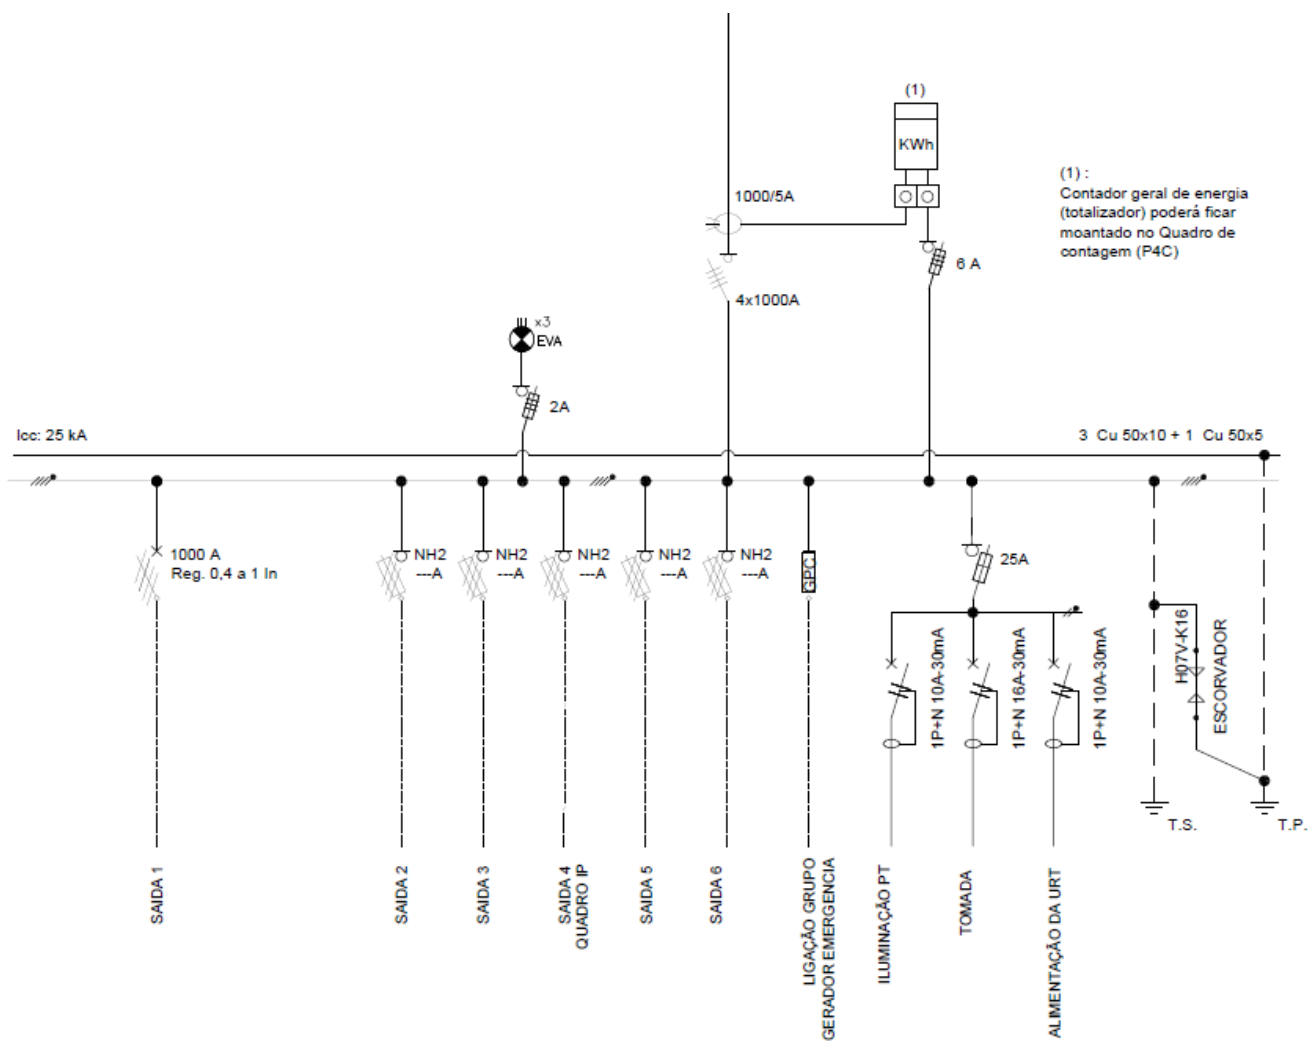 (1)
KWh
1000/5A
(1) :
Contador geral de energia
(totalizador) poderá ficar
moantado no Quadro de
contagem (P4C)
6 A
4x1000A
x3
EVA
2A
Icc: 25 kA
3 Cu 50x10 + 1 Cu 50x5
1000 A
Reg. 0,4 a 1 In
NH2
---A
NH2
---A
NH2
---A
NH2
---A
NH2
---A
GPC
25A
1P+N 10A-30mA
1P+N 16A-30mA
1P+N 10A-30mA
H07V-K16
ESCORVADOR
T.S.
T.P.
SAIDA 1
SAIDA 2
SAIDA 3
SAIDA 4
QUADRO IP
SAIDA 5
SAIDA 6
LIGAÇÃO GRUPO
GERADOR EMERGENCIA
ILUMINAÇÃO PT
TOMADA
ALIMENTAÇÃO DA URT